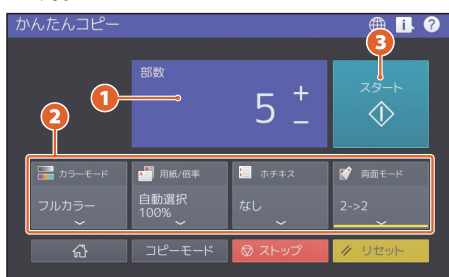 かんたんコピー
3
部数
1
5
スタート
2
カラーモード
用紙/倍率
ホチキス
両面モード
フルカラー
自動選択
100%
なし
2->2
コピーモード
ストップ
リセット